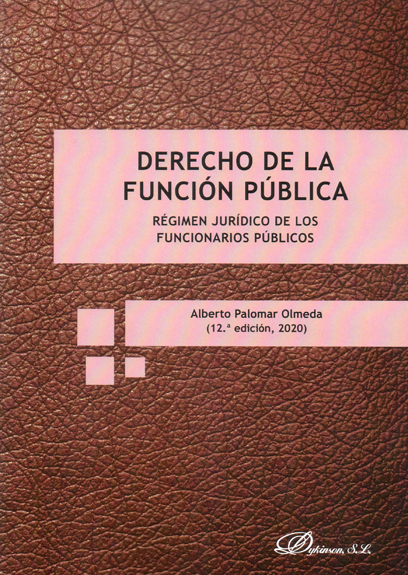 DERECHO DE LA
FUNCIÓN PÚBLICA
RÉGIMEN JURÍDICO DE LOS
FUNCIONARIOS PÚBLICOS
Alberto Palomar Olmeda
(12.ª edición, 2020)
Dykinson, S.L.